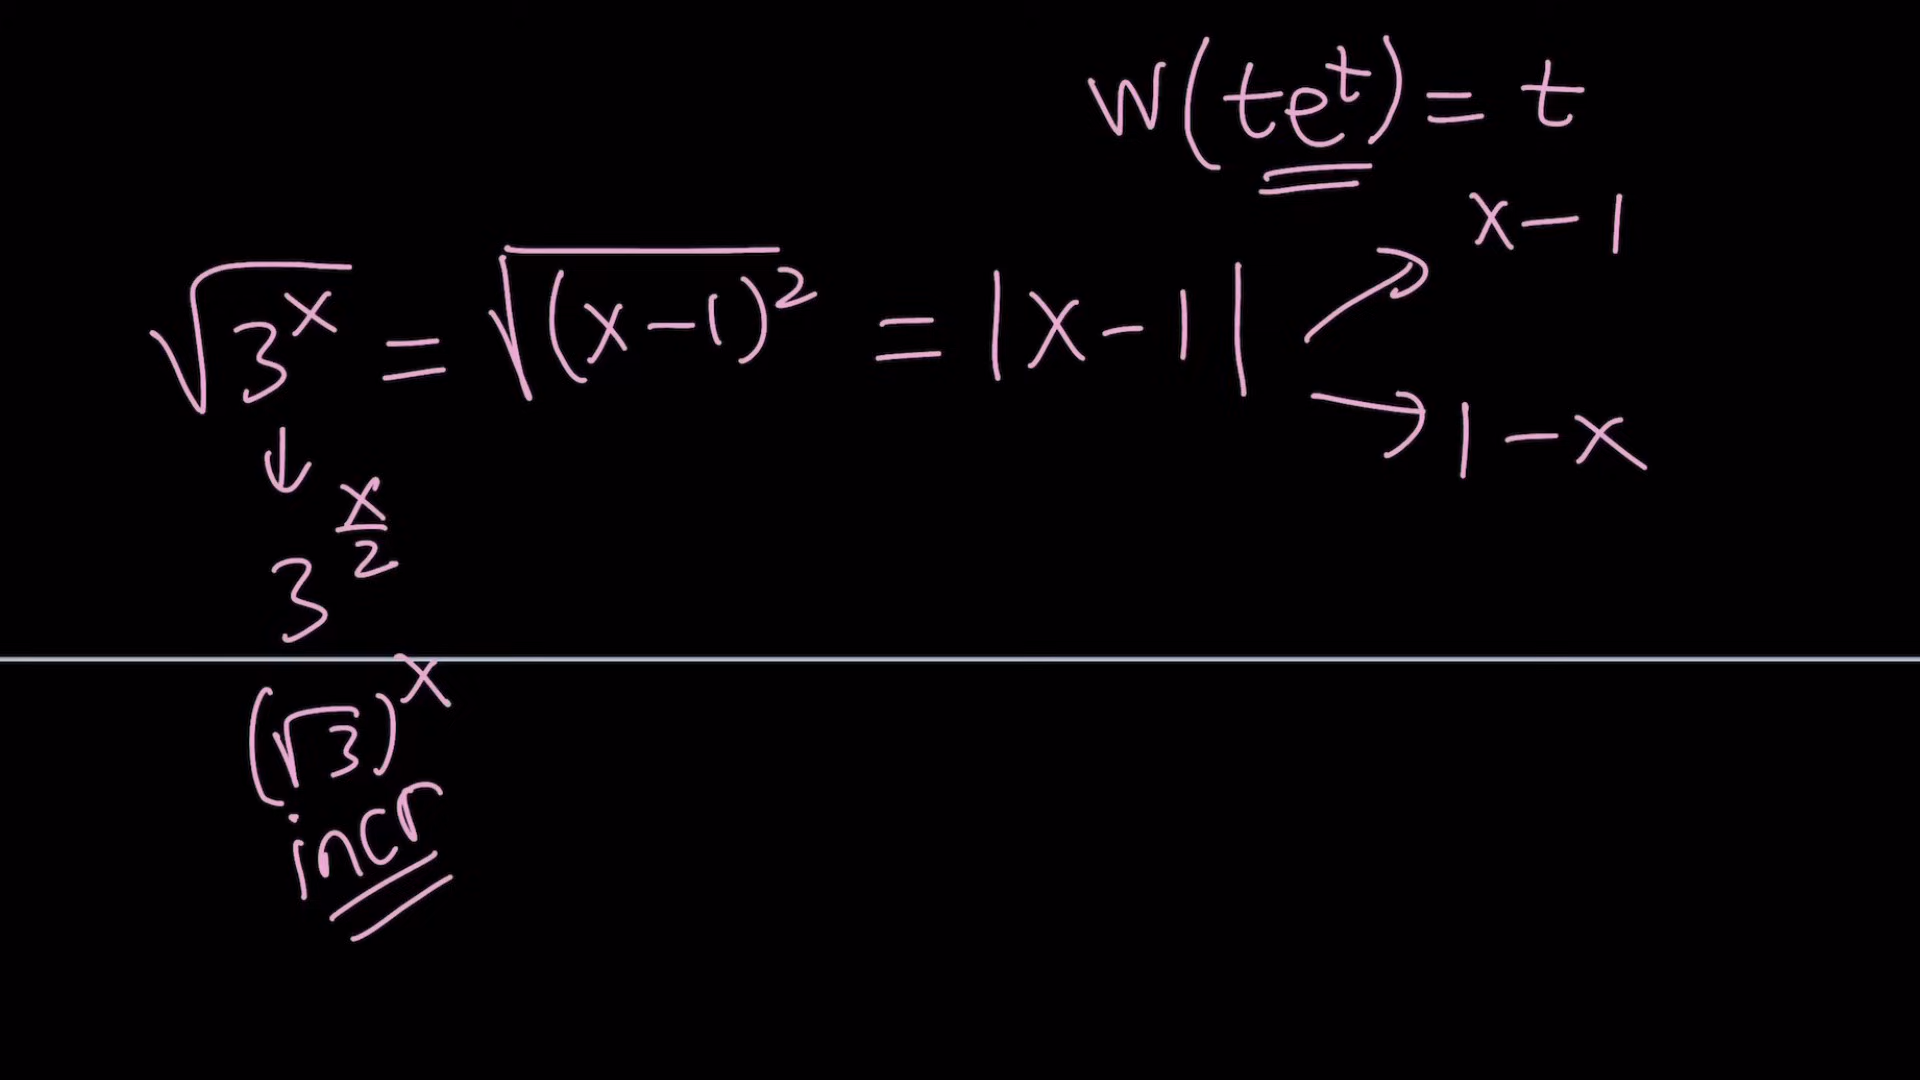 W(te^t) = t
√(3^x) = √((x-1)^2) = |x-1|
x-1
1-x
↓
3^(x/2)
(√3)^x
incr